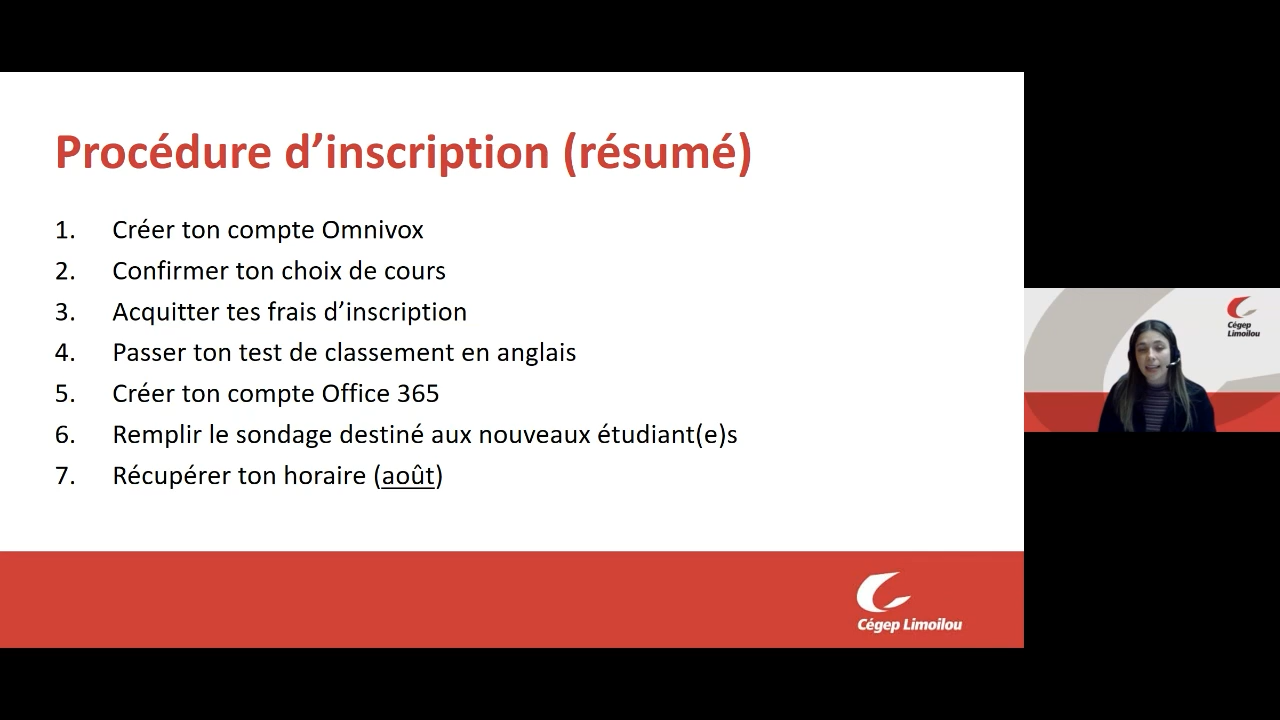 Procédure d’inscription (résumé)
1. Créer ton compte Omnivox
2. Confirmer ton choix de cours
3. Acquitter tes frais d’inscription
4. Passer ton test de classement en anglais
5. Créer ton compte Office 365
6. Remplir le sondage destiné aux nouveaux étudiant(e)s
7. Récupérer ton horaire (août)
Cégep Limoilou
Cégep
Limoilou